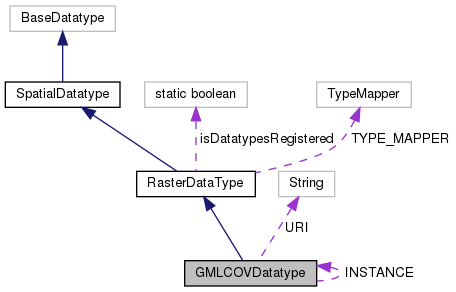 BaseDatatype
SpatialDatatype
static boolean
TypeMapper
isDatatypesRegistered
TYPE_MAPPER
RasterDataType
String
URI
GMLCOVDatatype
INSTANCE